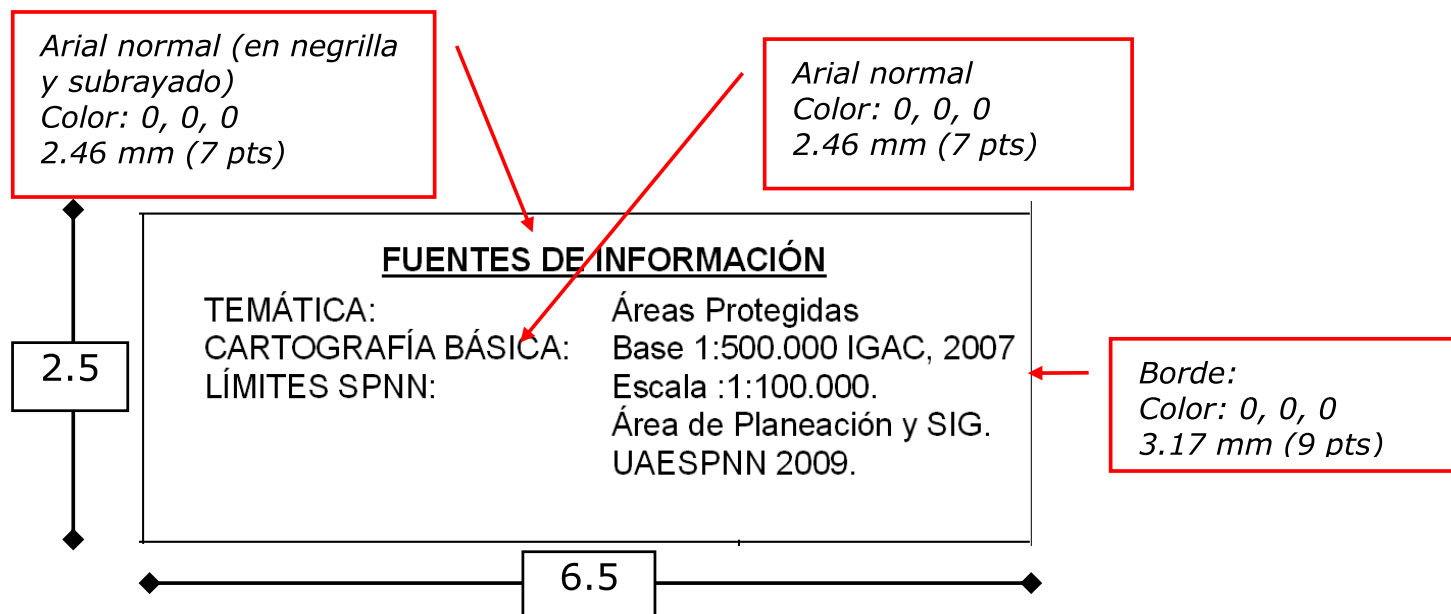 Arial normal (en negrilla
y subrayado)
Color: 0, 0, 0
2.46 mm (7 pts)
Arial normal
Color: 0, 0, 0
2.46 mm (7 pts)
FUENTES DE INFORMACIÓN
TEMÁTICA: Áreas Protegidas
CARTOGRAFÍA BÁSICA: Base 1:500.000 IGAC, 2007
LÍMITES SPNN: Escala :1:100.000.
Área de Planeación y SIG.
UAESPNN 2009.
2.5
Borde:
Color: 0, 0, 0
3.17 mm (9 pts)
6.5